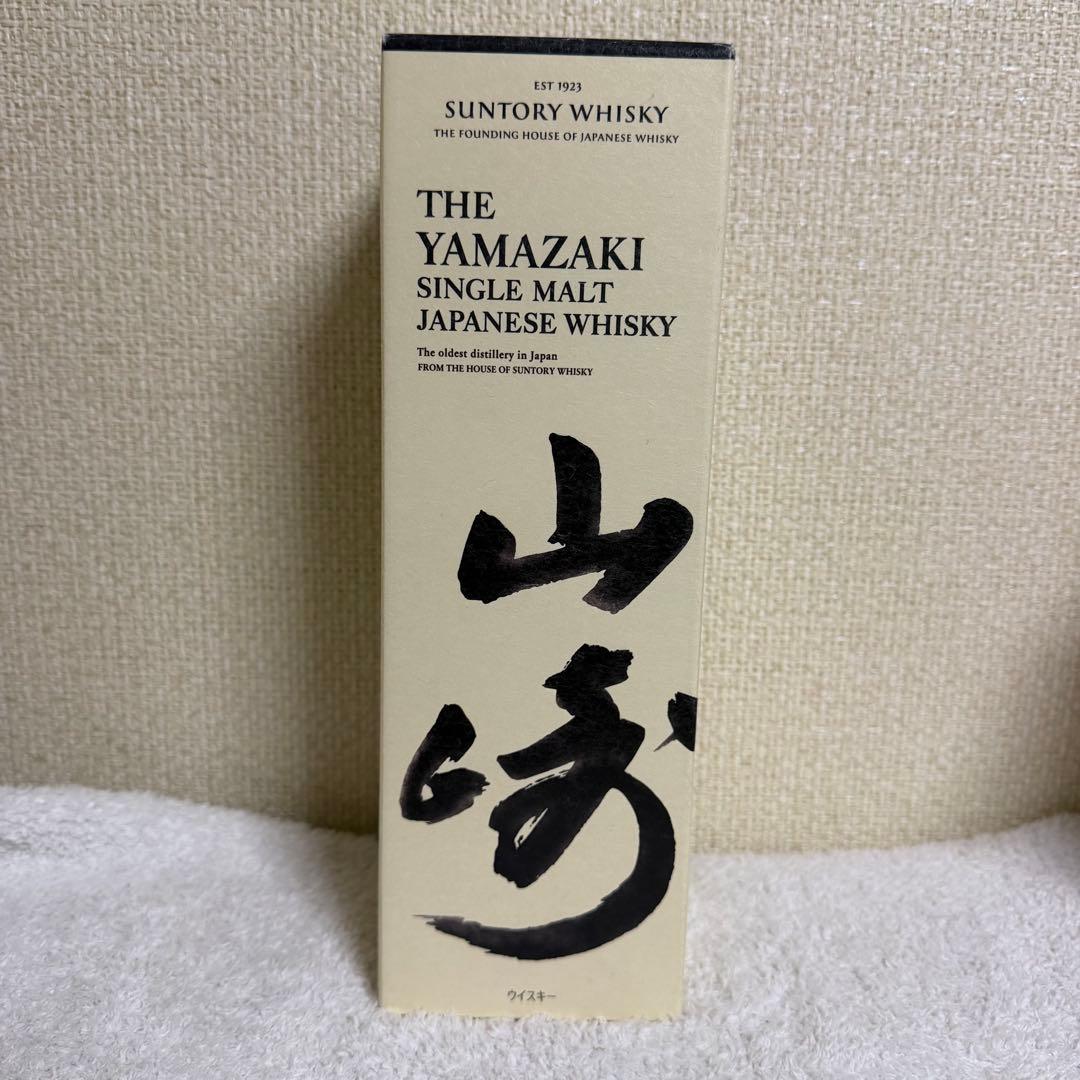 EST 1923
SUNTORY WHISKY
THE FOUNDING HOUSE OF JAPANESE WHISKY
THE
YAMAZAKI
SINGLE MALT
JAPANESE WHISKY
The oldest distillery in Japan
FROM THE HOUSE OF SUNTORY WHISKY
山
崎
ウイスキー